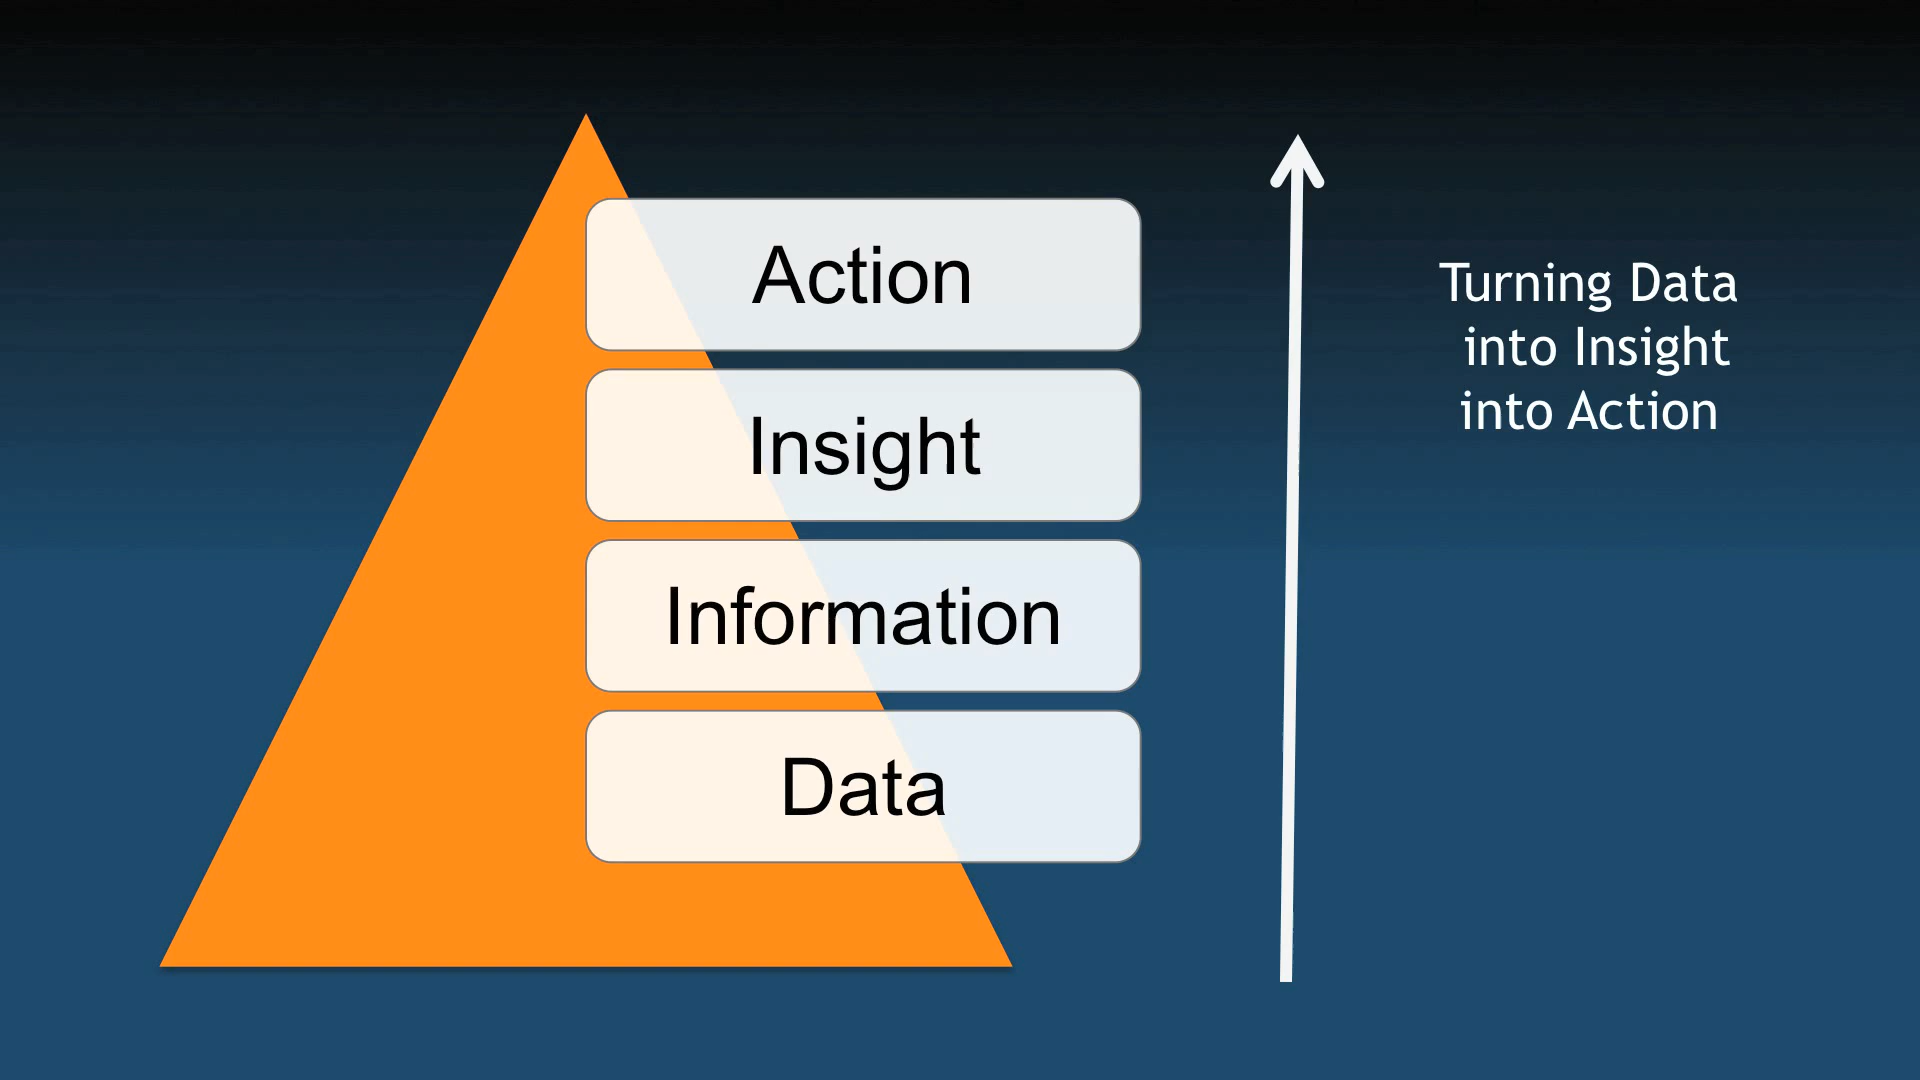 Action
Insight
Information
Data
Turning Data
into Insight
into Action